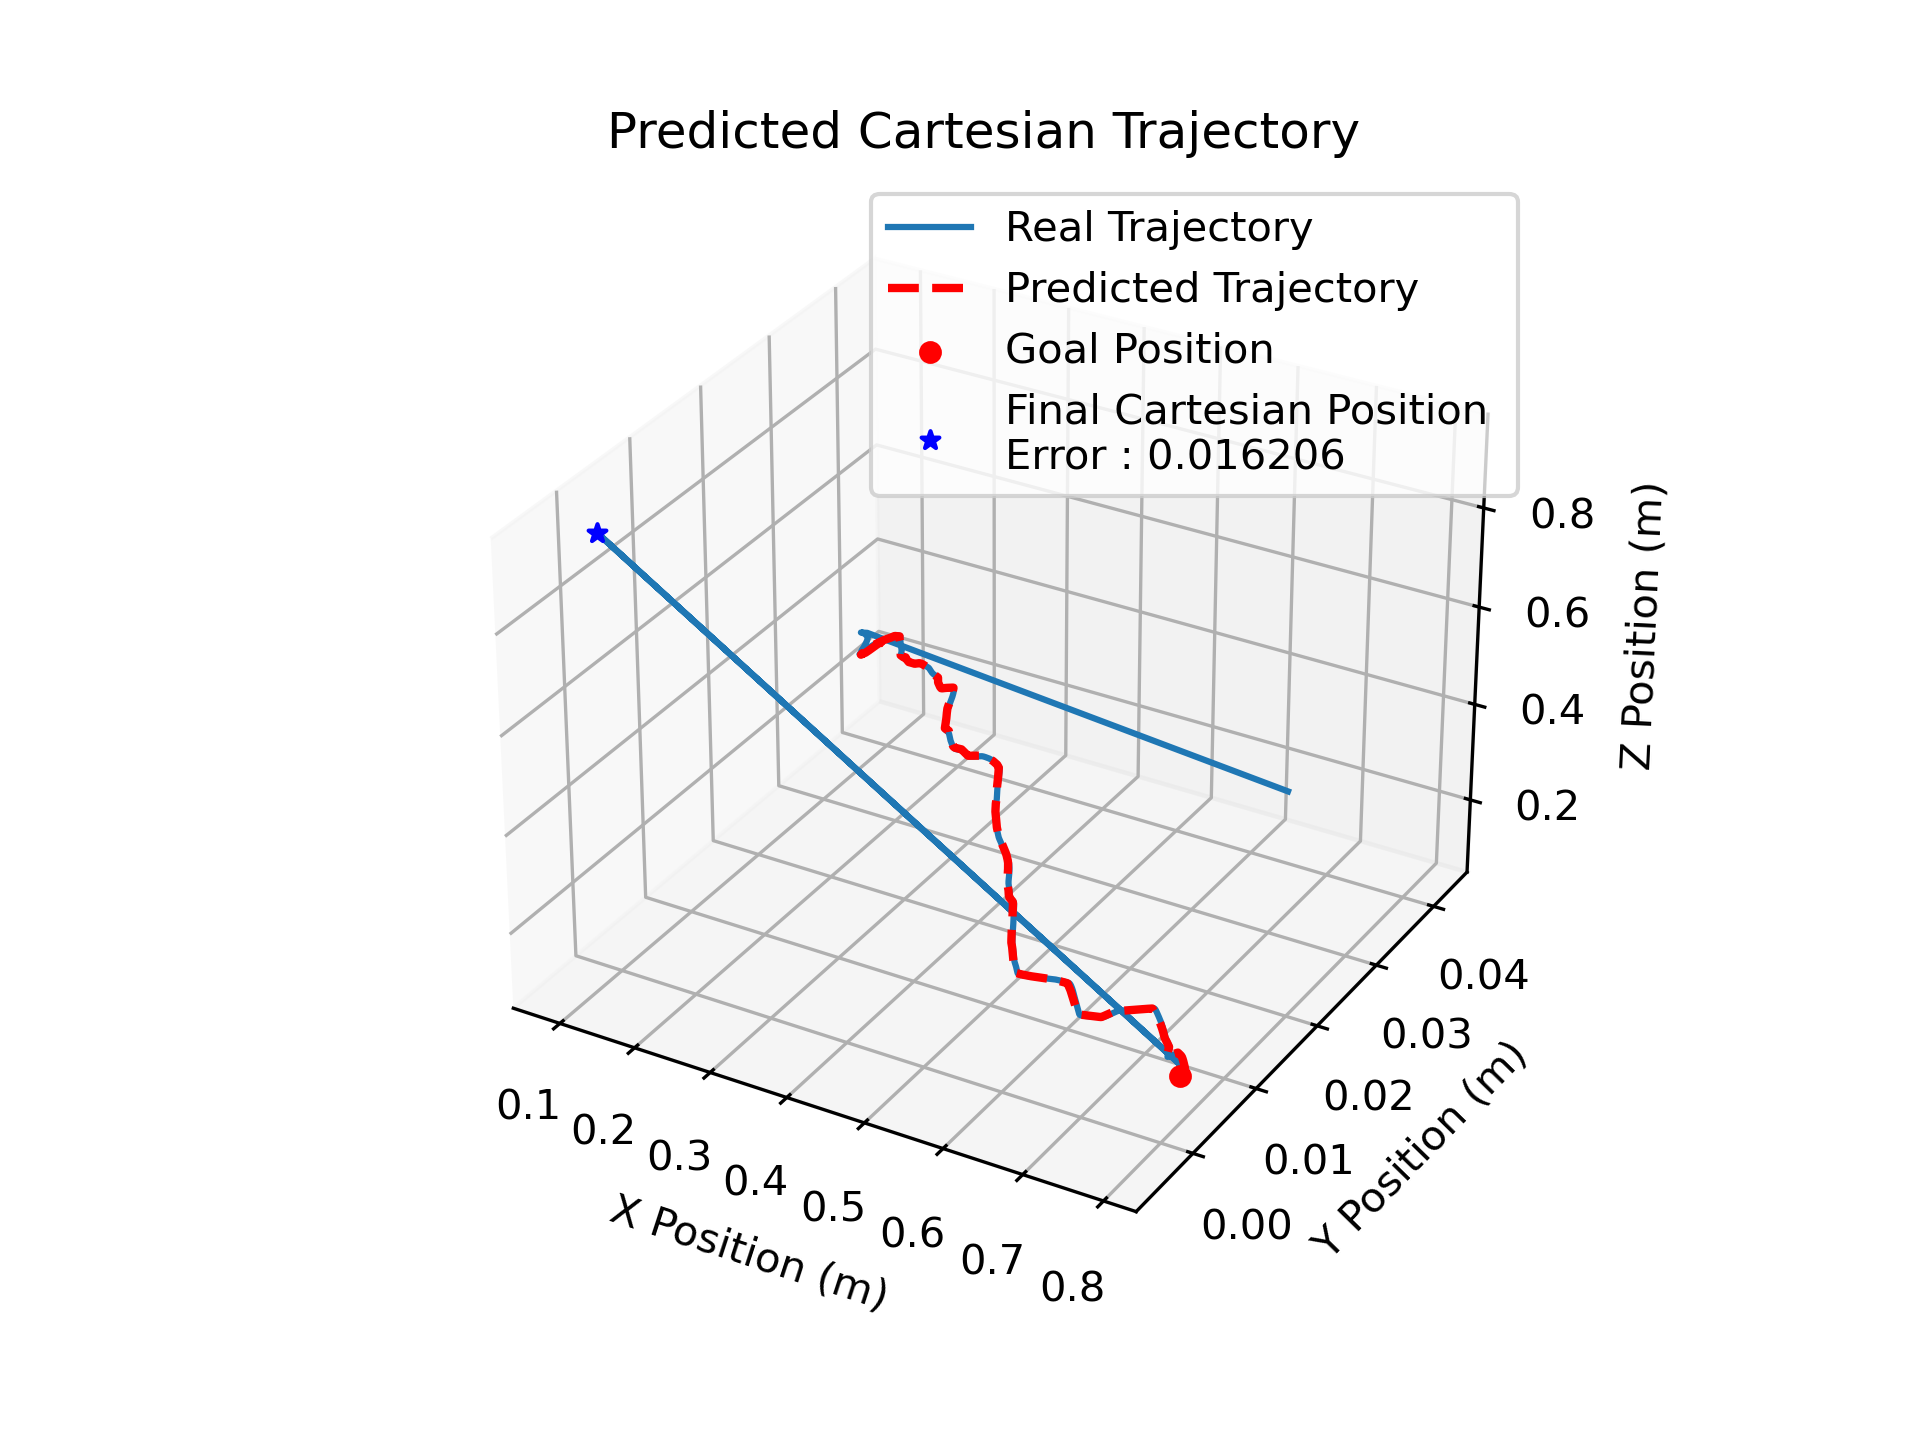 Predicted Cartesian Trajectory
Real Trajectory
Predicted Trajectory
Goal Position
Final Cartesian Position
Error : 0.016206
0.8
0.6
0.4
0.2
Z Position (m)
0.04
0.03
0.02
0.01
0.00
Y Position (m)
0.1
0.2
0.3
0.4
0.5
0.6
0.7
0.8
X Position (m)